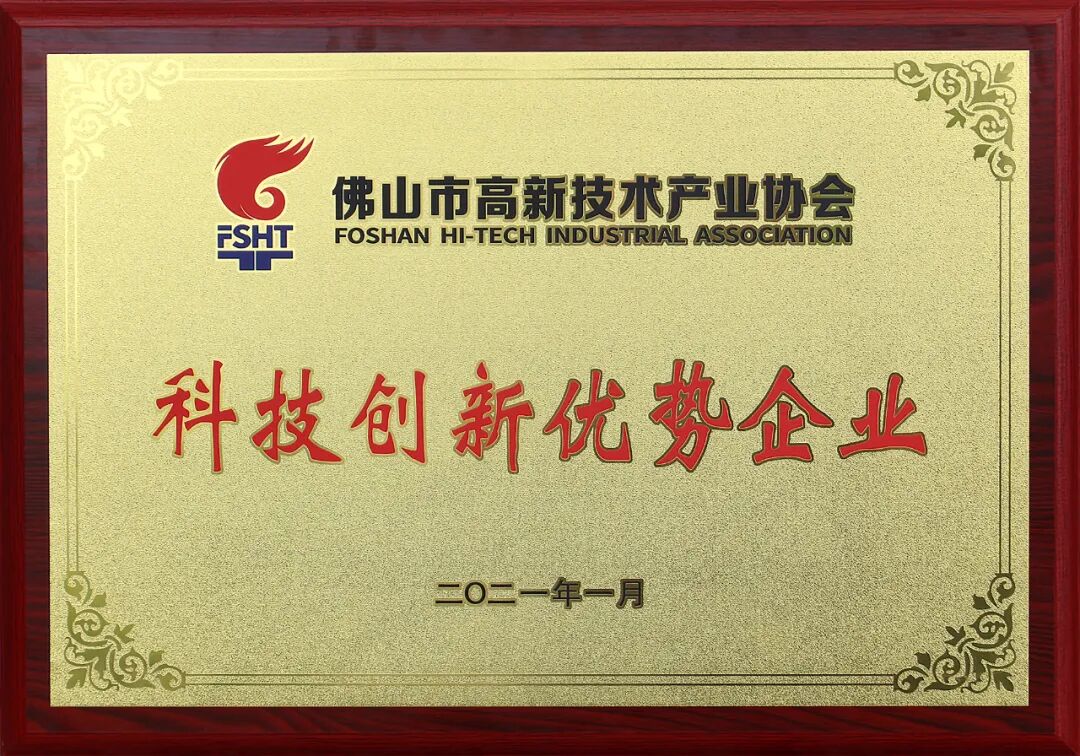 FSHT
佛山市高新技术产业协会
FOSHAN HI-TECH INDUSTRIAL ASSOCIATION
科技创新优势企业
二〇二一年一月